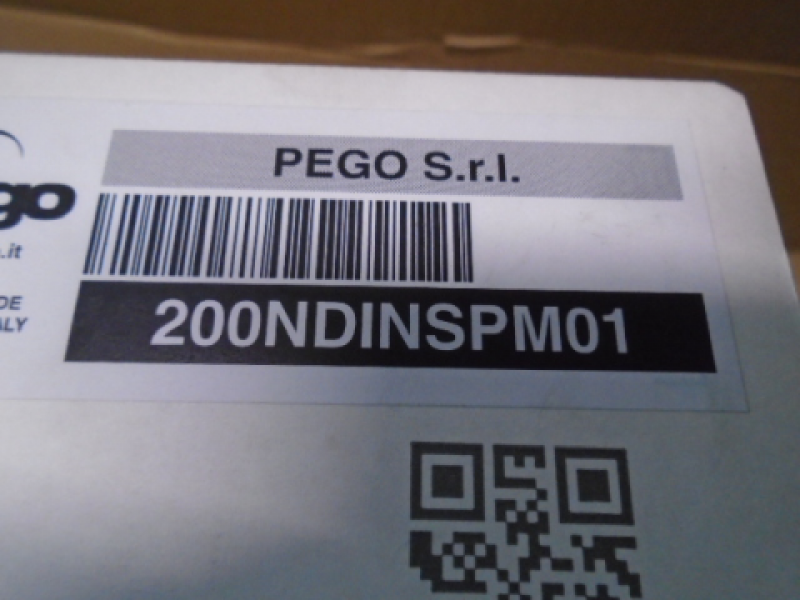 PEGO S.r.l.
go
.it
DE
ALY
200NDINSPM01